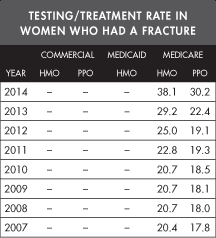 TESTING/TREATMENT RATE IN
WOMEN WHO HAD A FRACTURE
COMMERCIAL MEDICAID MEDICARE
YEAR HMO PPO HMO HMO PPO
2014 – – – 38.1 30.2
2013 – – – 29.2 22.4
2012 – – – 25.0 19.1
2011 – – – 22.8 19.3
2010 – – – 20.7 18.5
2009 – – – 20.7 18.1
2008 – – – 20.7 18.0
2007 – – – 20.4 17.8